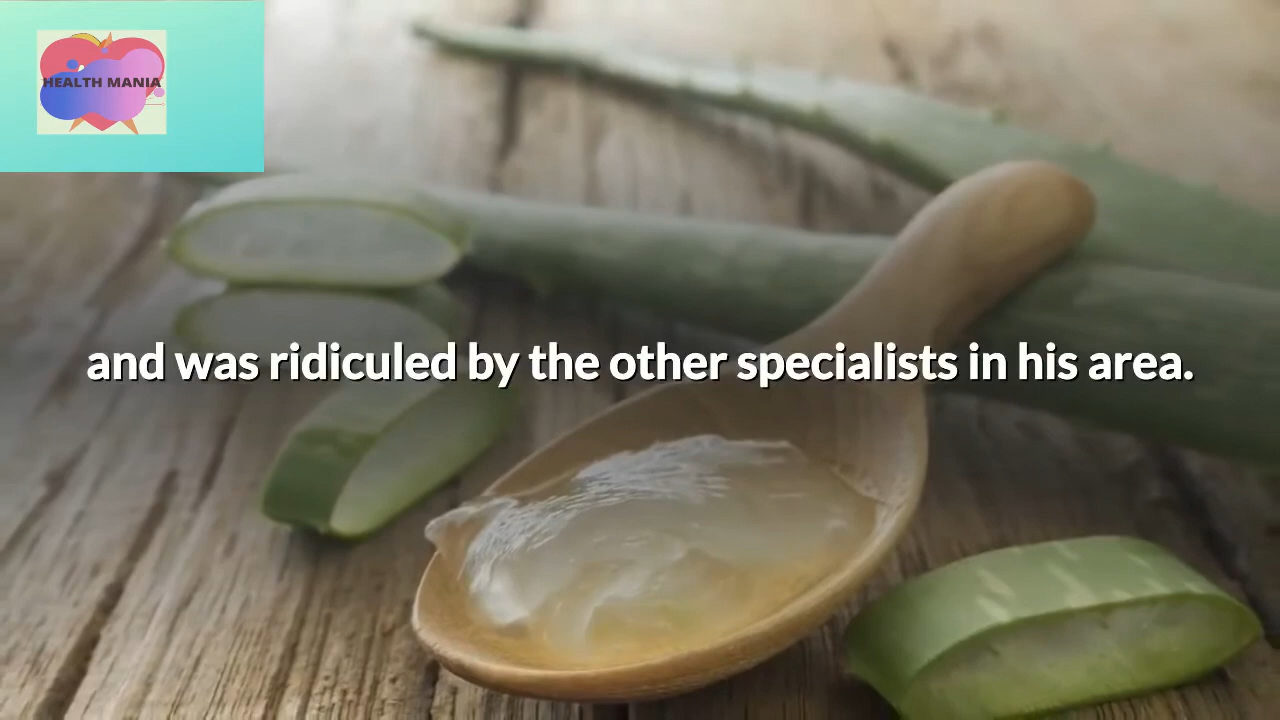 HEALTH MANIA
and was ridiculed by the other specialists in his area.